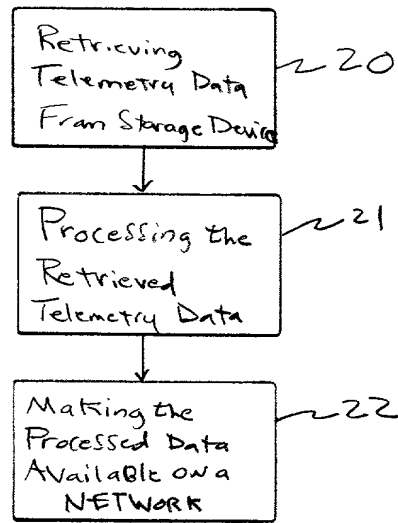 Retrieving
Telemetry Data
From Storage Device
20
Processing the
Retrieved
Telemetry Data
21
Making the
Processed Data
Available on a
NETWORK
22